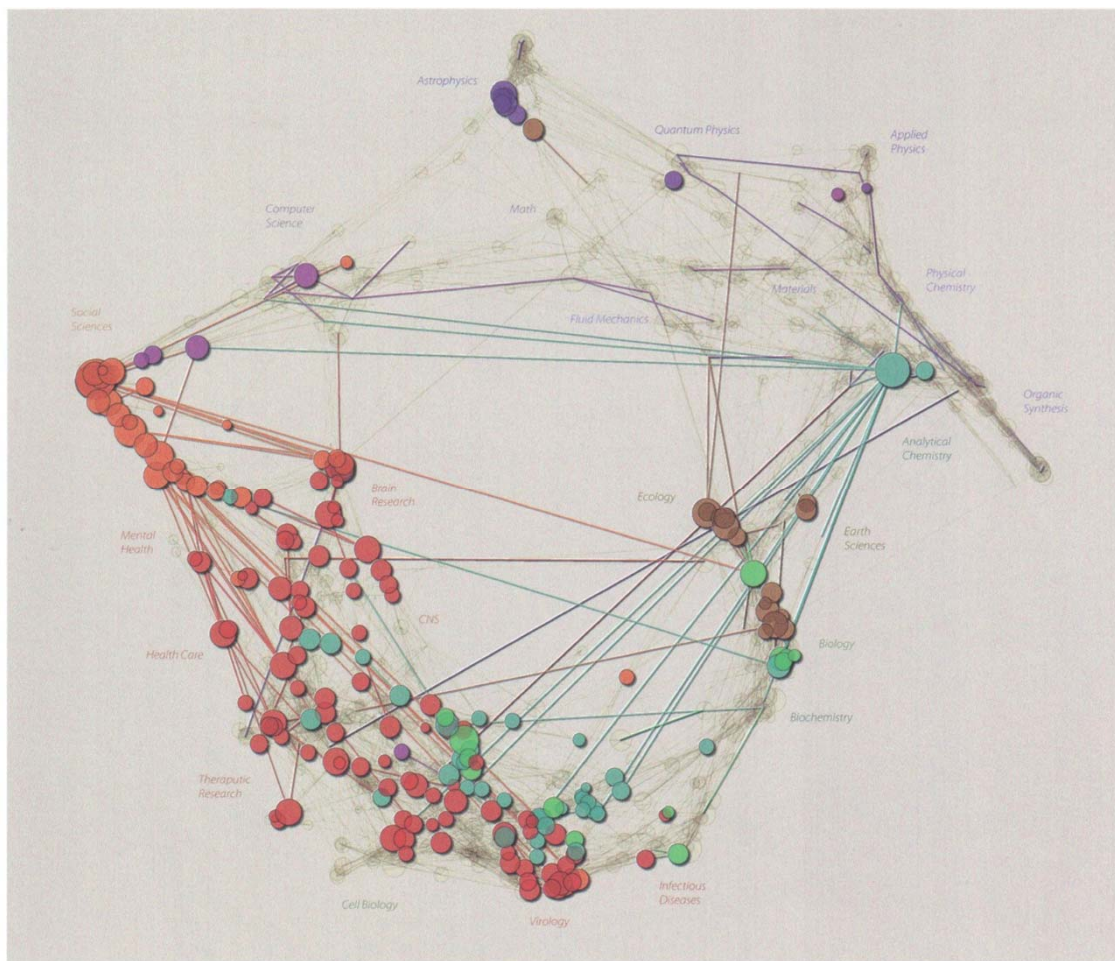 Astrophysics
Quantum Physics
Applied
Physics
Computer
Science
Math
Physical
Chemistry
Materials
Social
Sciences
Fluid Mechanics
Organic
Synthesis
Analytical
Chemistry
Brain
Research
Ecology
Mental
Health
Earth
Sciences
CNS
Health Care
Biology
Biochemistry
Theraputic
Research
Infectious
Diseases
Cell Biology
Virology